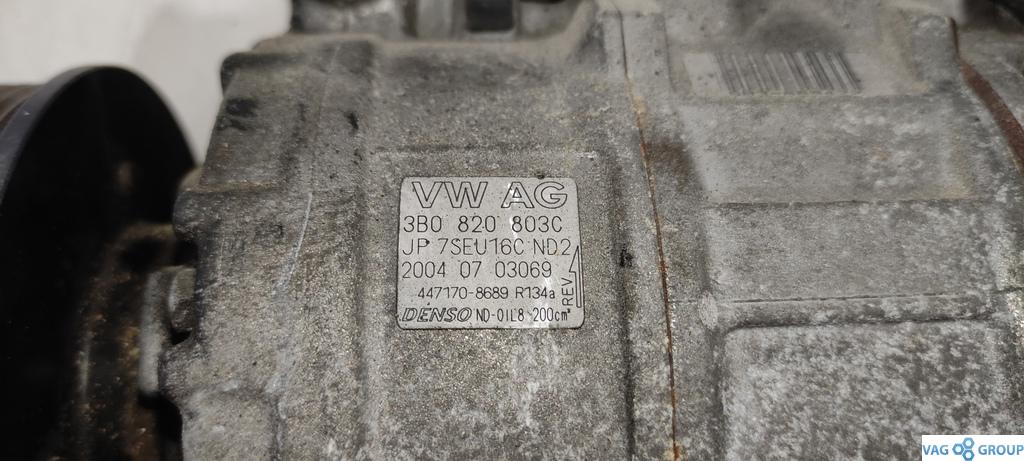 VW AG
3B0 820 803C
JP 7SEU16C ND2
2004 07 03069
447170-8689 R134a
REV
DENSO ND-OIL8 200cm³
VAG GROUP